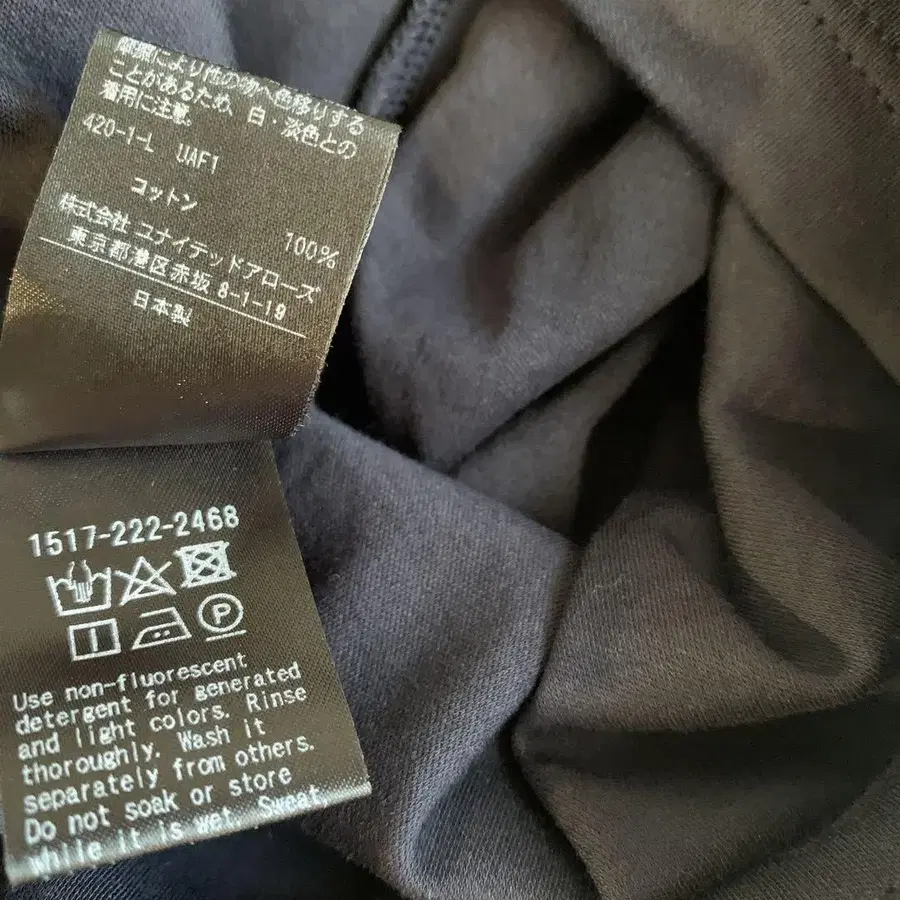 摩擦により他の物へ色移りする
ことがあるため、白・淡色との
着用に注意。
420-1-L UAF1
コットン 100%
株式会社 ユナイテッドアローズ
東京都港区赤坂 8-1-19
日本製
1517-222-2468
P
Use non-fluorescent
detergent for generated
and light colors. Rinse
thoroughly. Wash it
separately from others.
Do not soak or store
while it is wet. Sweat,